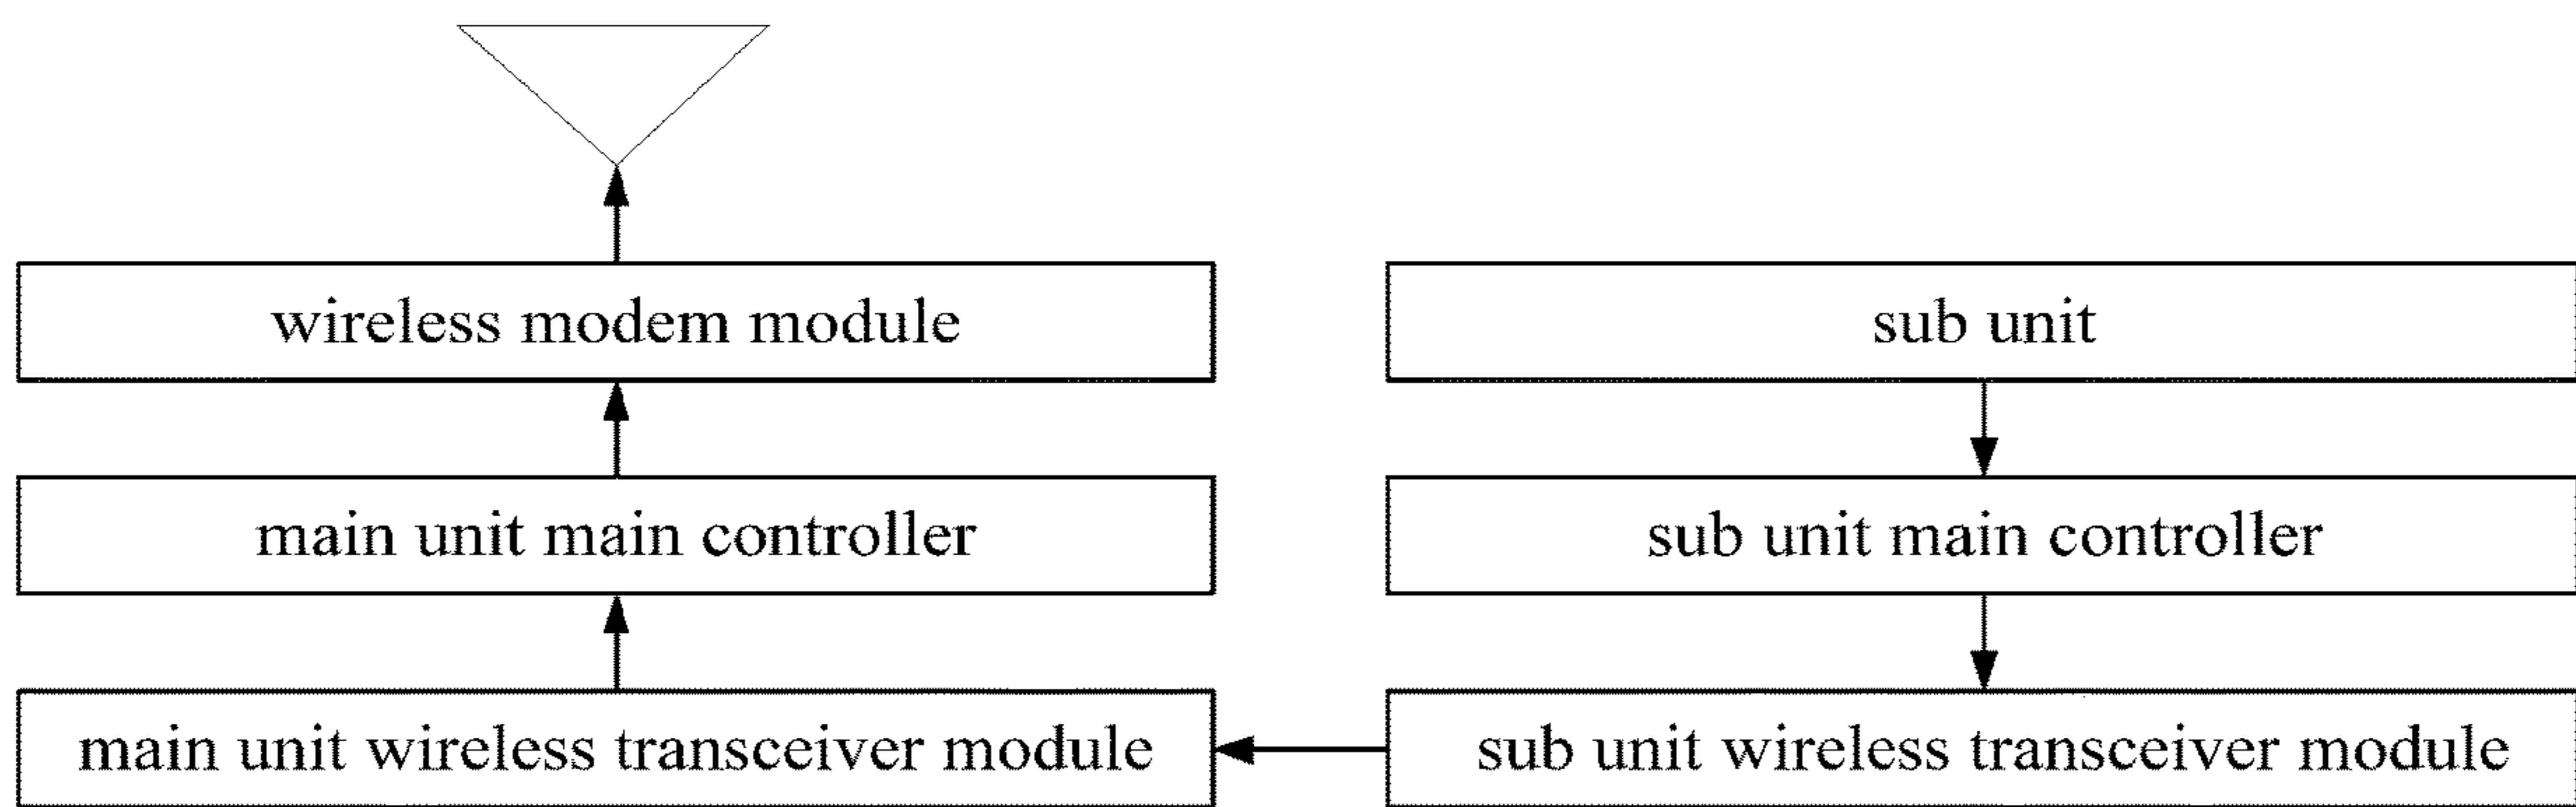 wireless modem module
sub unit
main unit main controller
sub unit main controller
main unit wireless transceiver module
sub unit wireless transceiver module